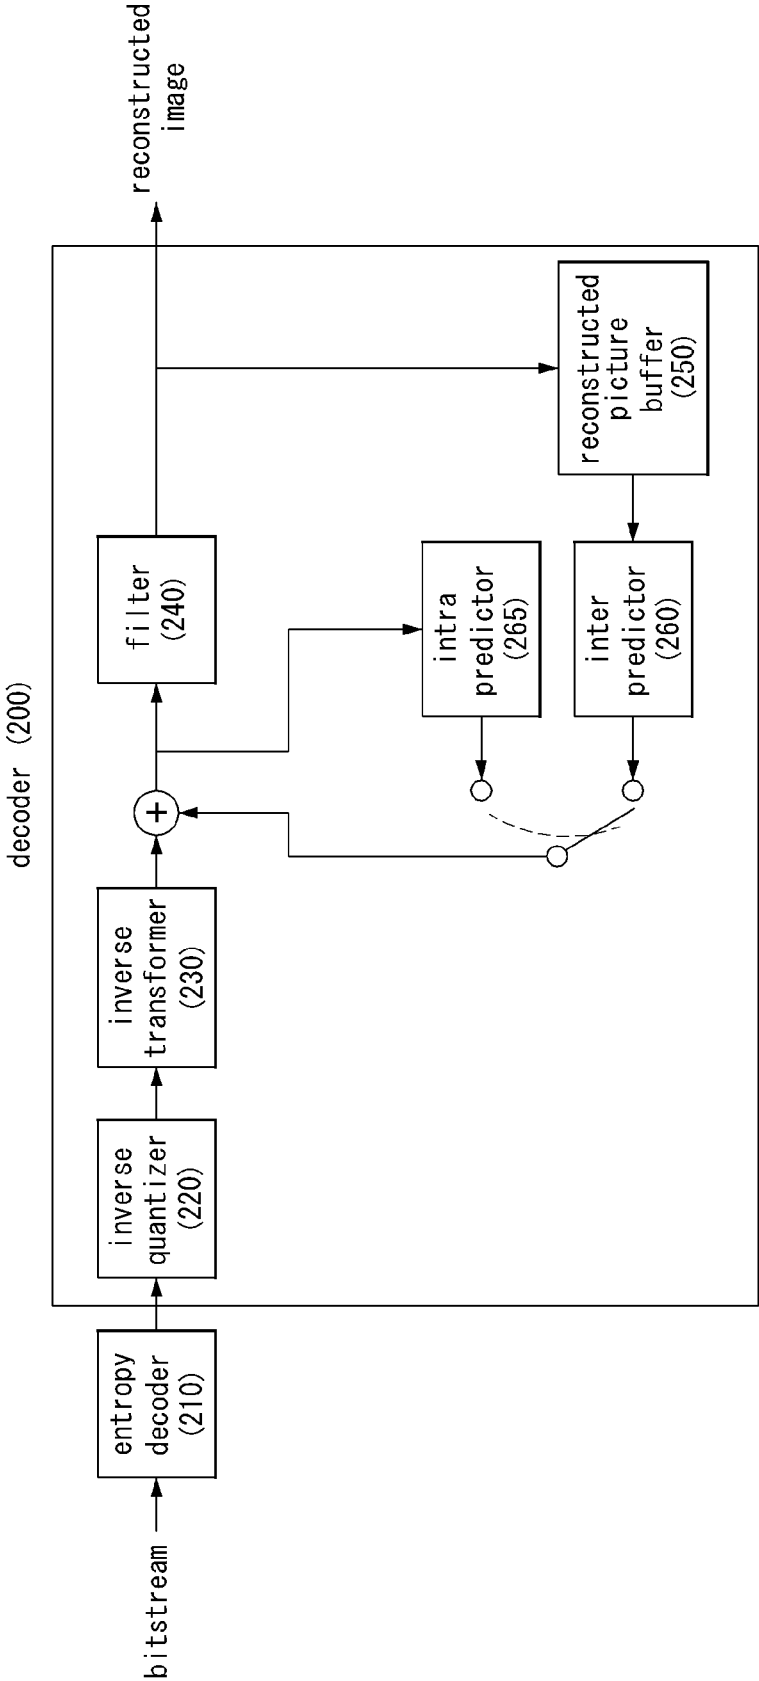 decoder (200)
bitstream
entropy
decoder
(210)
inverse
quantizer
(220)
inverse
transformer
(230)
+
filter
(240)
reconstructed
image
intra
predictor
(265)
inter
predictor
(260)
reconstructed
picture
buffer
(250)